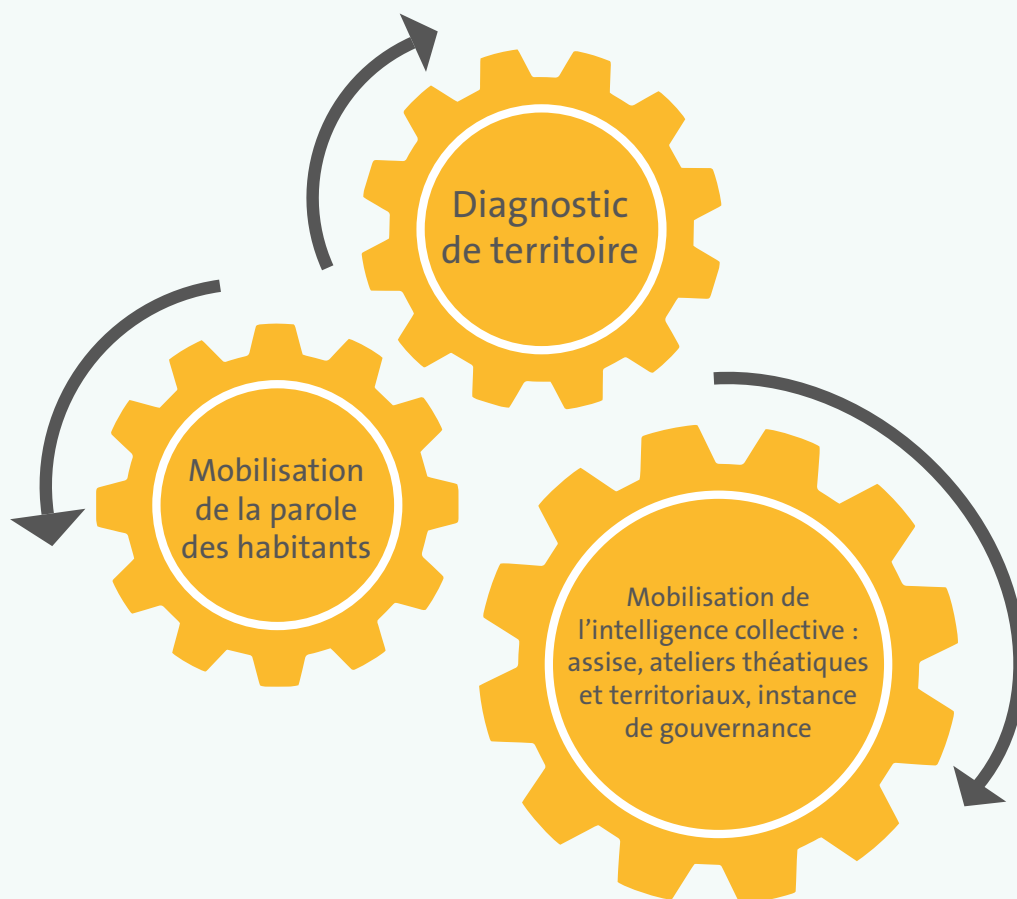 Diagnostic
de territoire
Mobilisation
de la parole
des habitants
Mobilisation de
l’intelligence collective :
assise, ateliers théatiques
et territoriaux, instance
de gouvernance